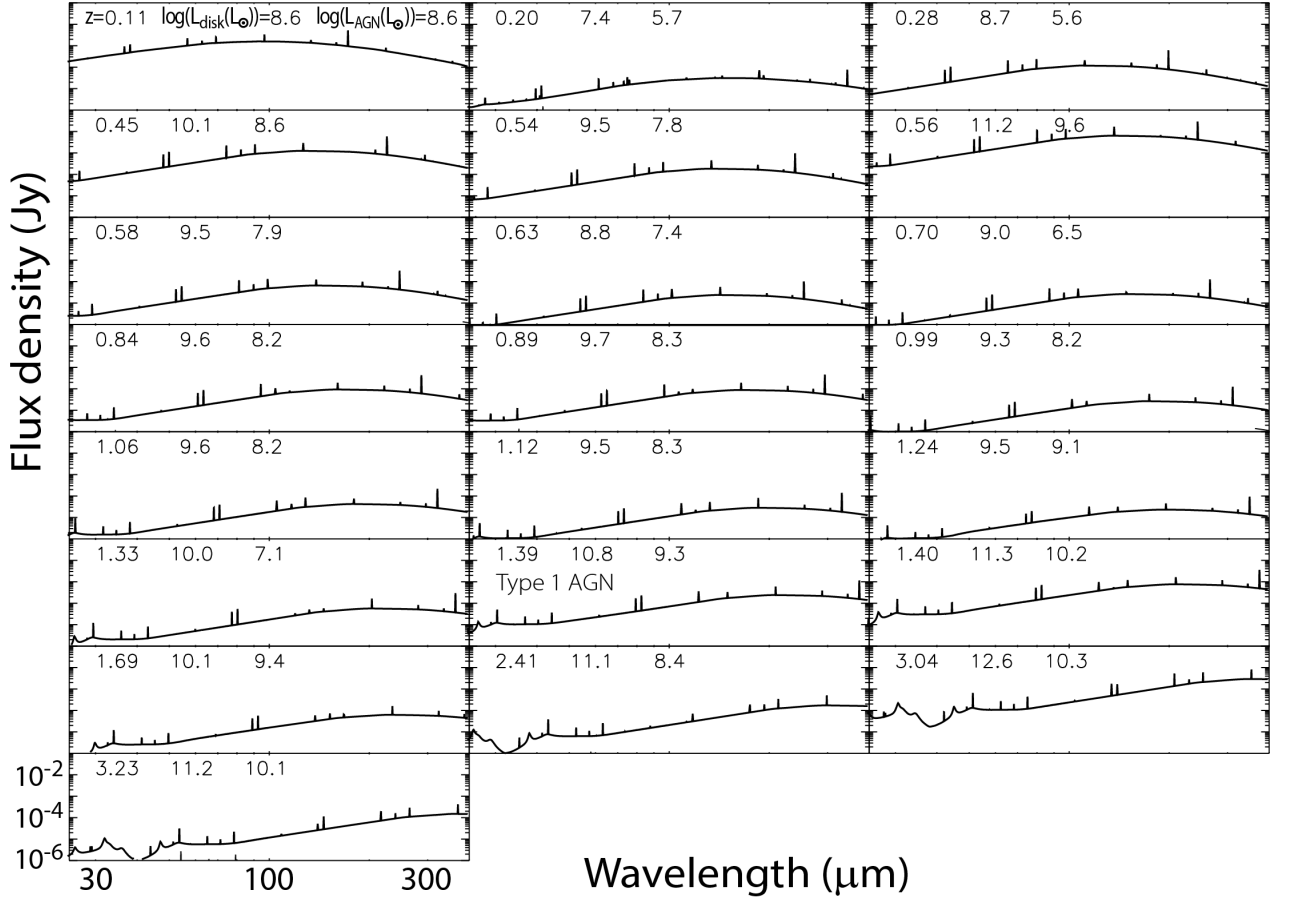 z=0.11 log(Ldisk(L⊙))=8.6 log(LAGN(L⊙))=8.6
0.20 7.4 5.7
0.28 8.7 5.6
0.45 10.1 8.6
0.54 9.5 7.8
0.56 11.2 9.6
0.58 9.5 7.9
0.63 8.8 7.4
0.70 9.0 6.5
0.84 9.6 8.2
0.89 9.7 8.3
0.99 9.3 8.2
1.06 9.6 8.2
1.12 9.5 8.3
1.24 9.5 9.1
1.33 10.0 7.1
1.39 10.8 9.3
Type 1 AGN
1.40 11.3 10.2
1.69 10.1 9.4
2.41 11.1 8.4
3.04 12.6 10.3
3.23 11.2 10.1
10-2
10-4
10-6
30 100 300
Flux density (Jy)
Wavelength (μm)